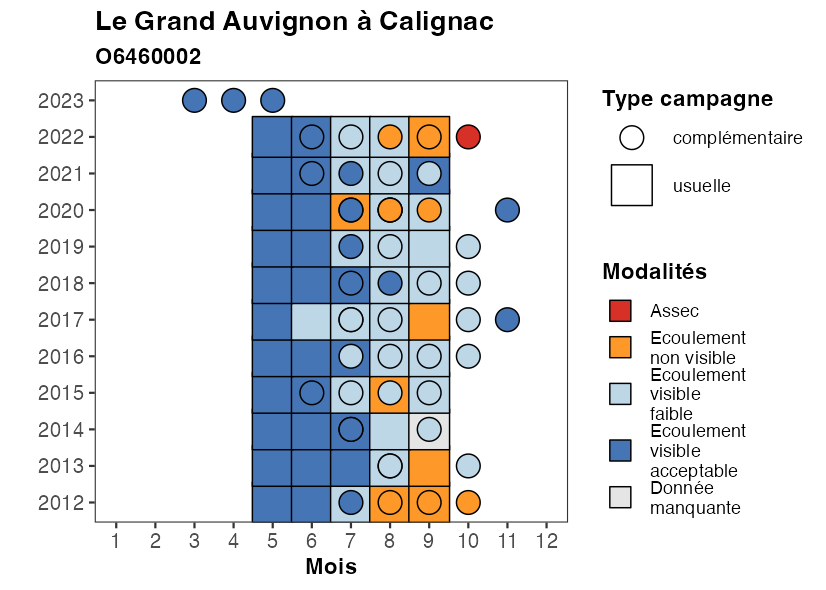 Le Grand Auvignon à Calignac
O6460002
2023
2022
2021
2020
2019
2018
2017
2016
2015
2014
2013
2012
1 2 3 4 5 6 7 8 9 10 11 12
Mois
Type campagne
complémentaire
usuelle
Modalités
Assec
Ecoulement
non visible
Ecoulement
visible
faible
Ecoulement
visible
acceptable
Donnée
manquante